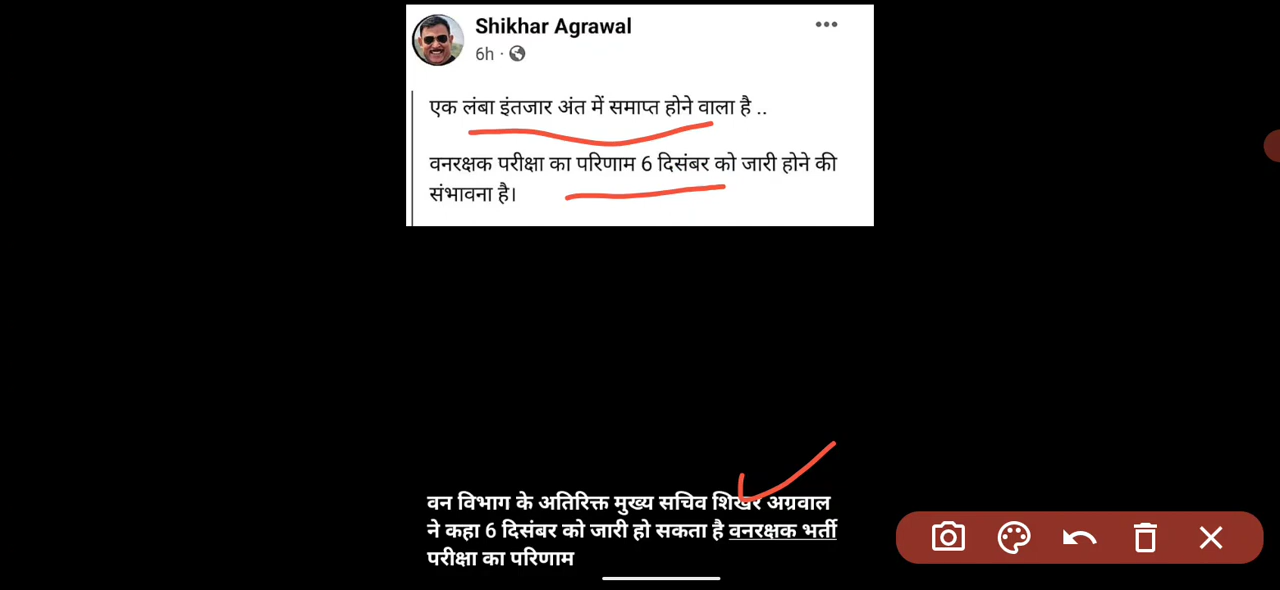 Shikhar Agrawal
6h ·
एक लंबा इंतजार अंत में समाप्त होने वाला है ..
वनरक्षक परीक्षा का परिणाम 6 दिसंबर को जारी होने की
संभावना है।
वन विभाग के अतिरिक्त मुख्य सचिव शिखर अग्रवाल
ने कहा 6 दिसंबर को जारी हो सकता है वनरक्षक भर्ती
परीक्षा का परिणाम